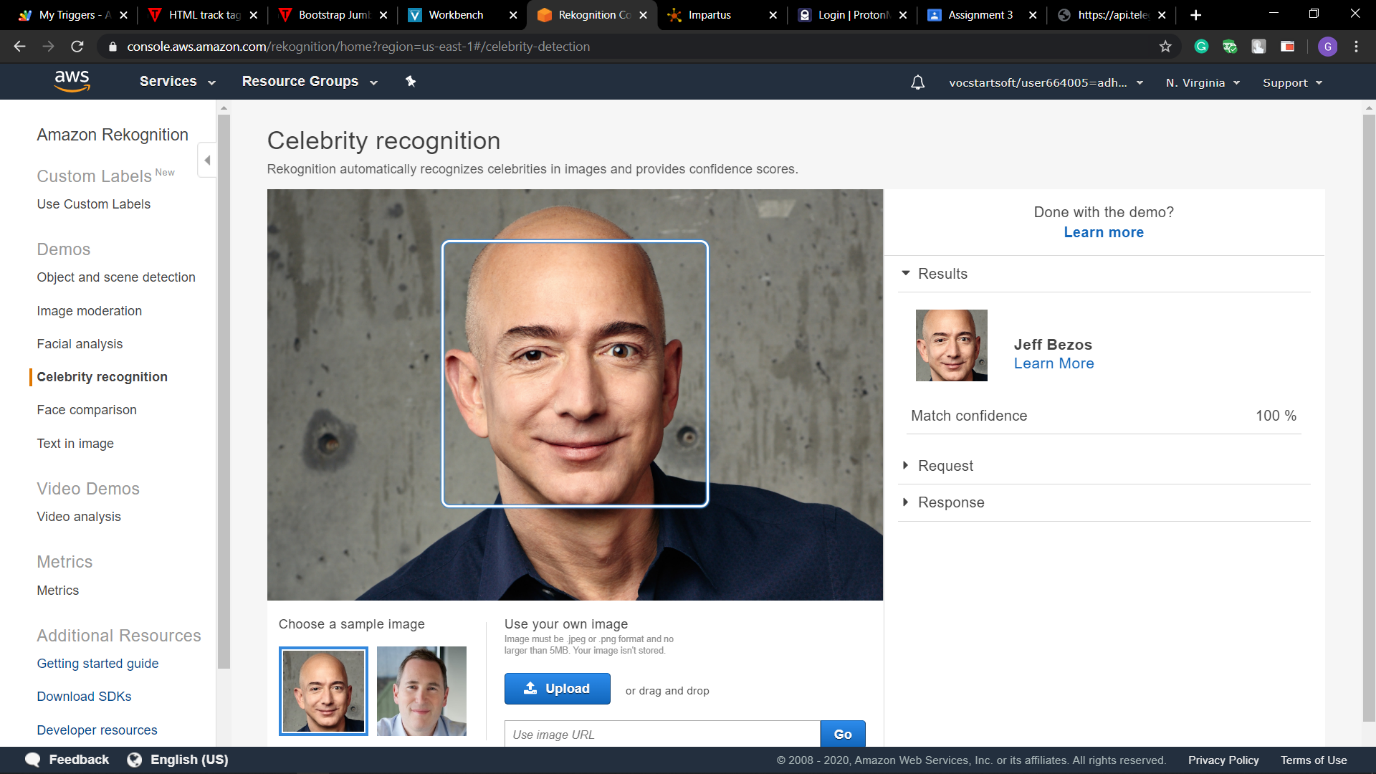 My Triggers - A
HTML track tag
Bootstrap Jumb
Workbench
Rekognition Co
Impartus
Login | ProtonM
Assignment 3
https://api.tele
console.aws.amazon.com/rekognition/home?region=us-east-1#/celebrity-detection
G
aws
Services
Resource Groups
vocstartsoft/user664005=adh...
N. Virginia
Support
Amazon Rekognition
Custom Labels New
Use Custom Labels
Demos
Object and scene detection
Image moderation
Facial analysis
Celebrity recognition
Face comparison
Text in image
Video Demos
Video analysis
Metrics
Metrics
Additional Resources
Getting started guide
Download SDKs
Developer resources
Celebrity recognition
Rekognition automatically recognizes celebrities in images and provides confidence scores.
Choose a sample image
Use your own image
Image must be .jpeg or .png format and no
larger than 5MB. Your image isn't stored.
Upload
or drag and drop
Use image URL
Go
Done with the demo?
Learn more
Results
Jeff Bezos
Learn More
Match confidence 100 %
Request
Response
Feedback
English (US)
© 2008 - 2020, Amazon Web Services, Inc. or its affiliates. All rights reserved.
Privacy Policy
Terms of Use